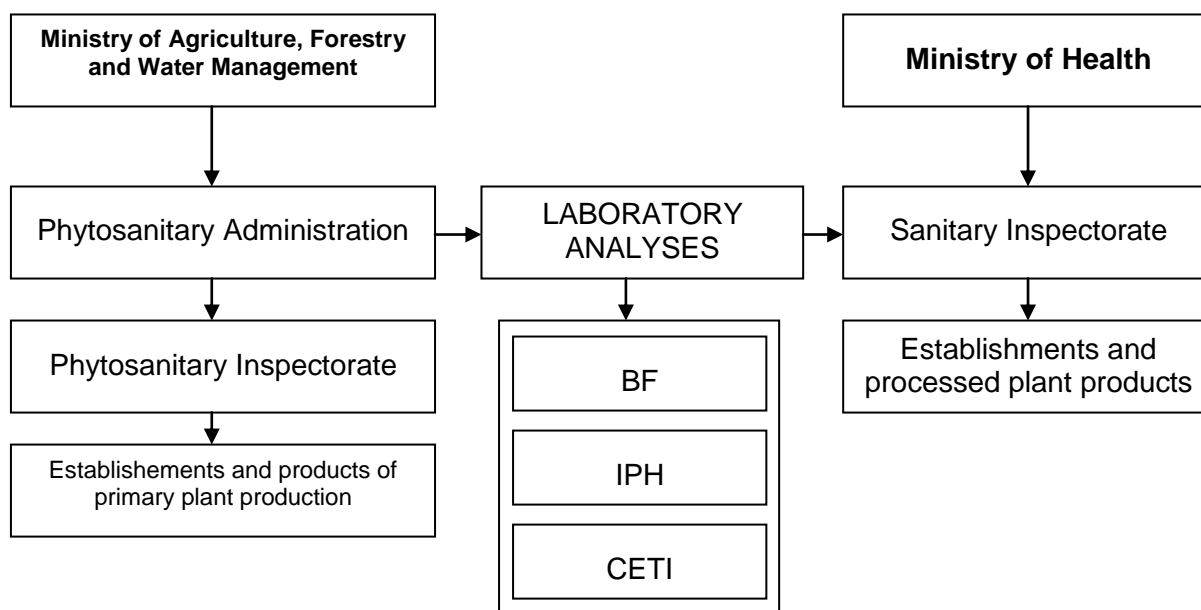 Ministry of Agriculture, Forestry
and Water Management
Ministry of Health
Phytosanitary Administration
LABORATORY
ANALYSES
Sanitary Inspectorate
Phytosanitary Inspectorate
BF
Establishments and
processed plant products
Establishements and products of
primary plant production
IPH
CETI